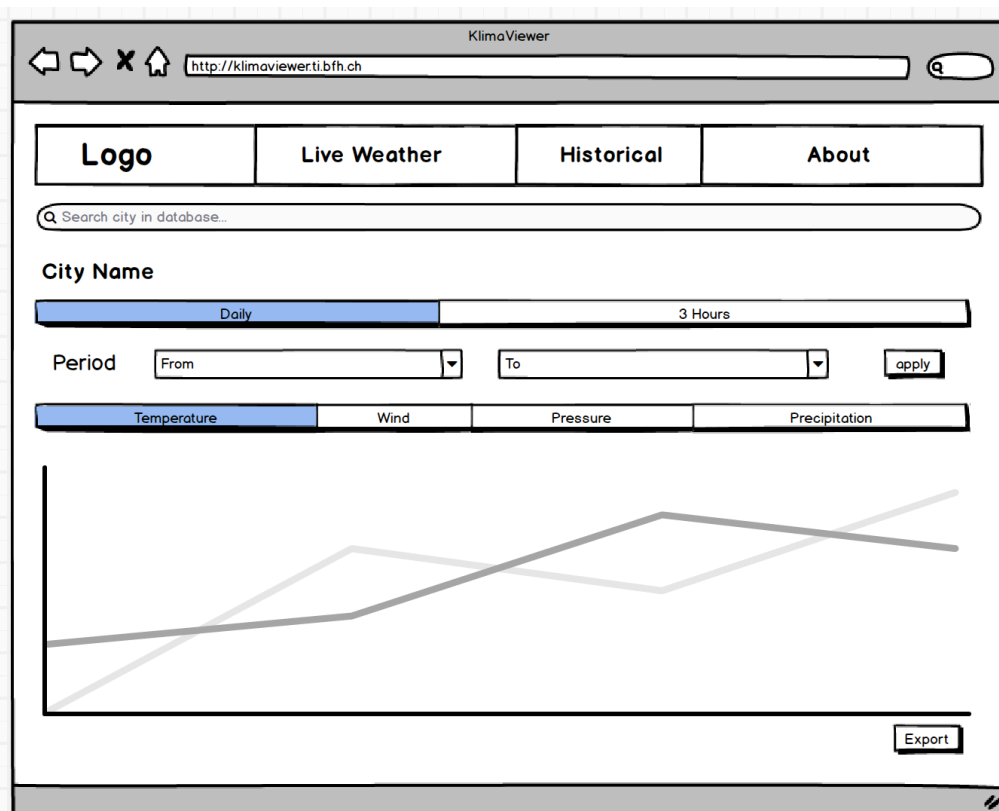 KlimaViewer
http://klimaviewer.ti.bfh.ch
Logo Live Weather Historical About
Search city in database...
City Name
Daily 3 Hours
Period From To apply
Temperature Wind Pressure Precipitation
Export